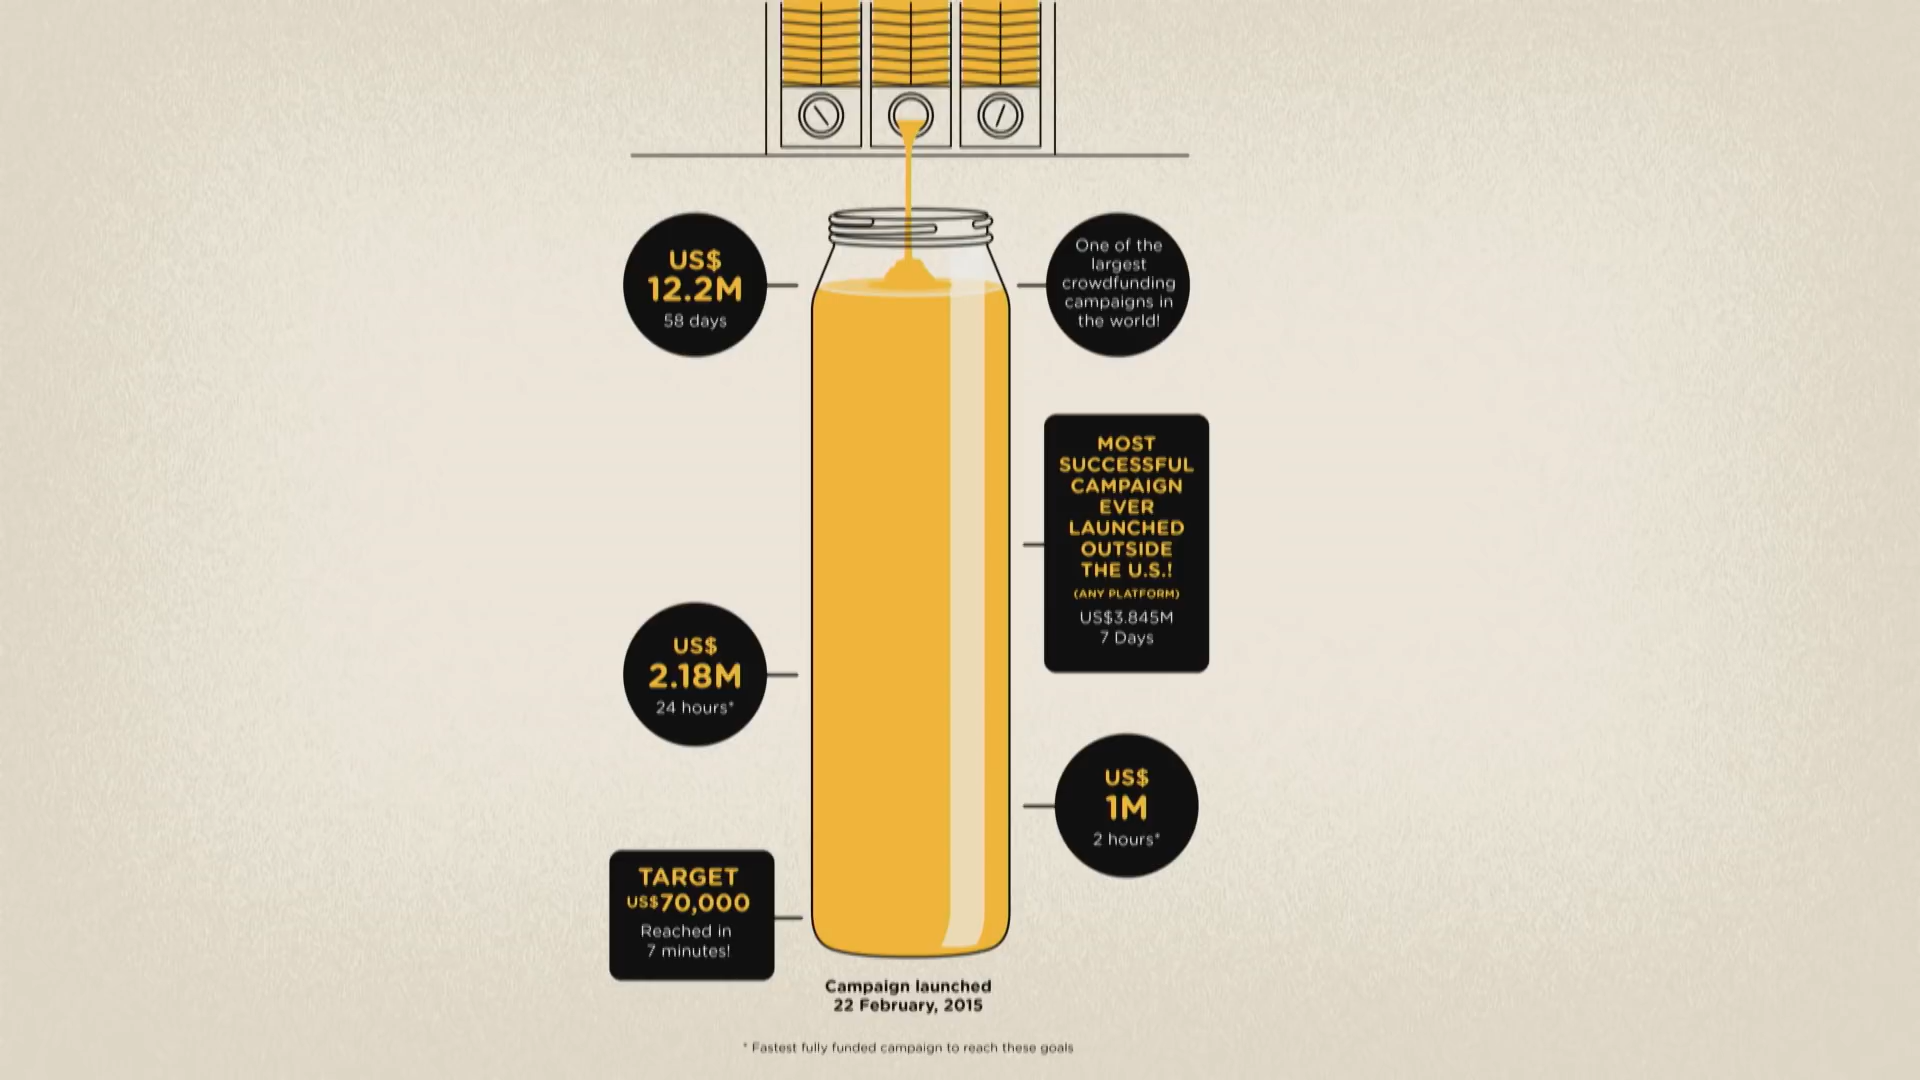 US$
12.2M
58 days
One of the
largest
crowdfunding
campaigns in
the world!
MOST
SUCCESSFUL
CAMPAIGN
EVER
LAUNCHED
OUTSIDE
THE U.S.!
(ANY PLATFORM)
US$3.845M
7 Days
US$
2.18M
24 hours*
US$
1M
2 hours*
TARGET
US$70,000
Reached in
7 minutes!
Campaign launched
22 February, 2015
* Fastest fully funded campaign to reach these goals